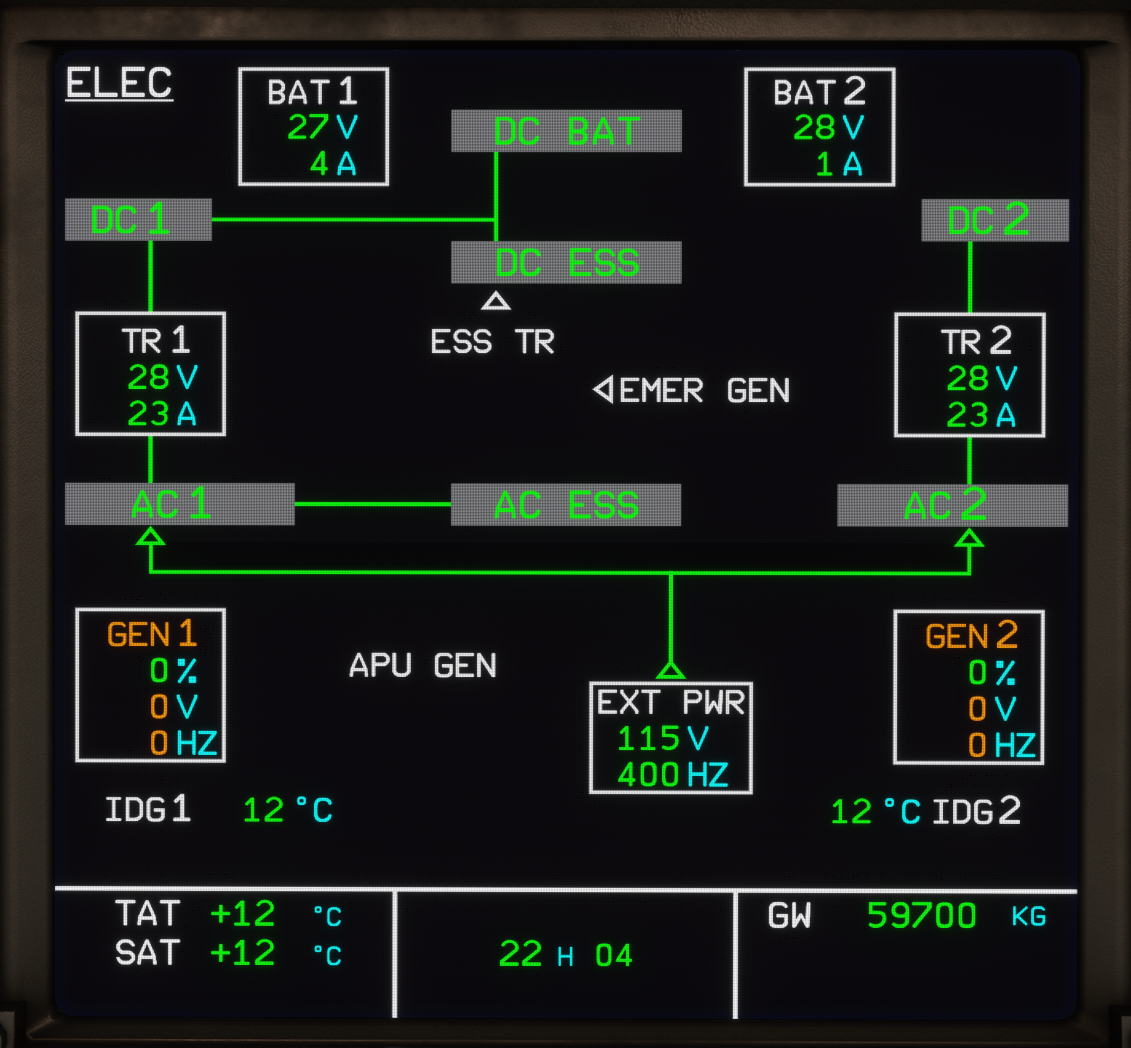 ELEC
BAT 1
27 V
4 A
DC BAT
BAT 2
28 V
1 A
DC 1
DC 2
DC ESS
ESS TR
TR 1
28 V
23 A
EMER GEN
TR 2
28 V
23 A
AC 1
AC ESS
AC 2
GEN 1
0 %
0 V
0 HZ
APU GEN
EXT PWR
115 V
400 HZ
GEN 2
0 %
0 V
0 HZ
IDG 1 12 °C
12 °C IDG 2
TAT +12 °C
SAT +12 °C
22 H 04
GW 59700 KG